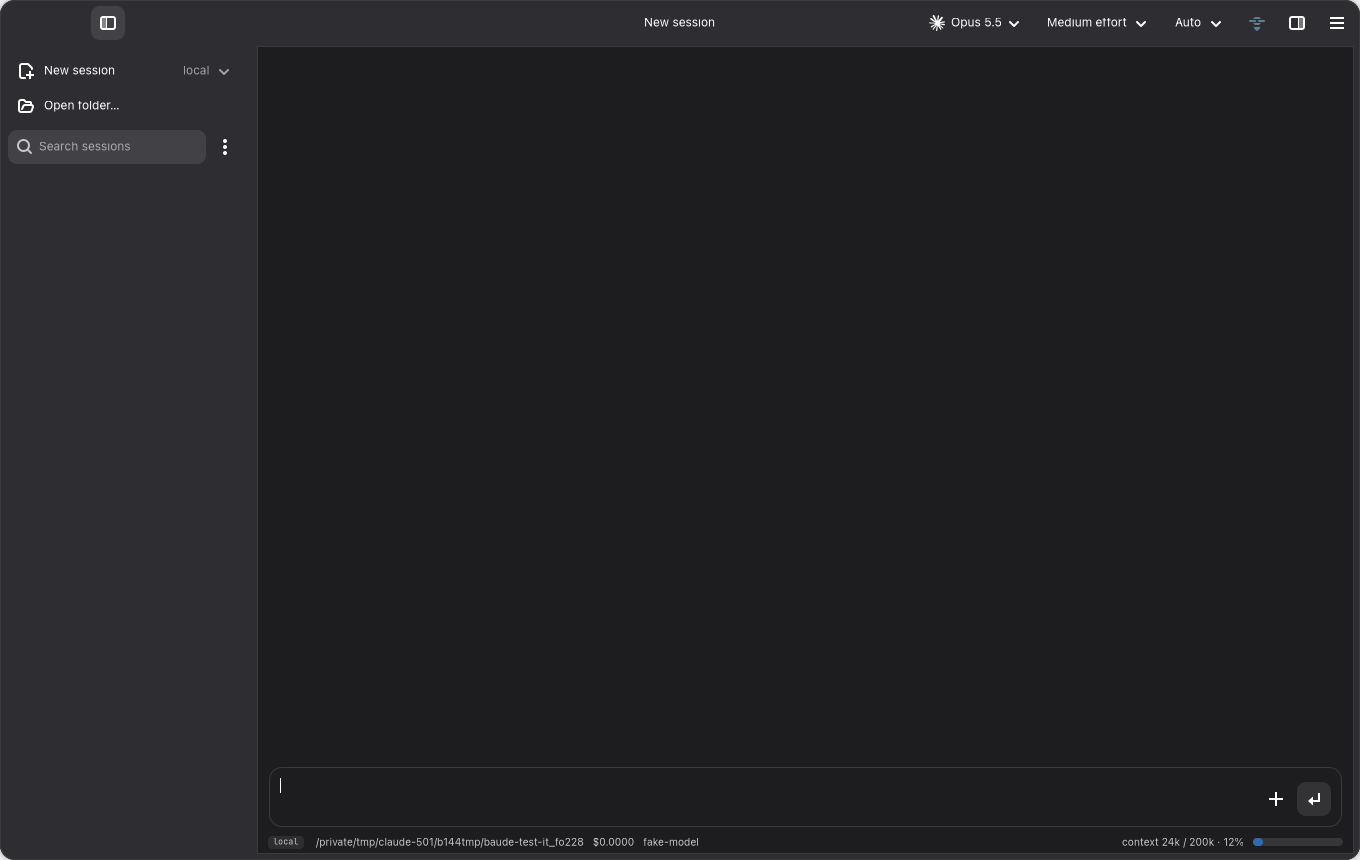 New session
Opus 5.5
Medium effort
Auto
New session
local
Open folder...
Search sessions
local
/private/tmp/claude-501/b144tmp/baude-test-it_fo228
$0.0000
fake-model
context 24k / 200k · 12%